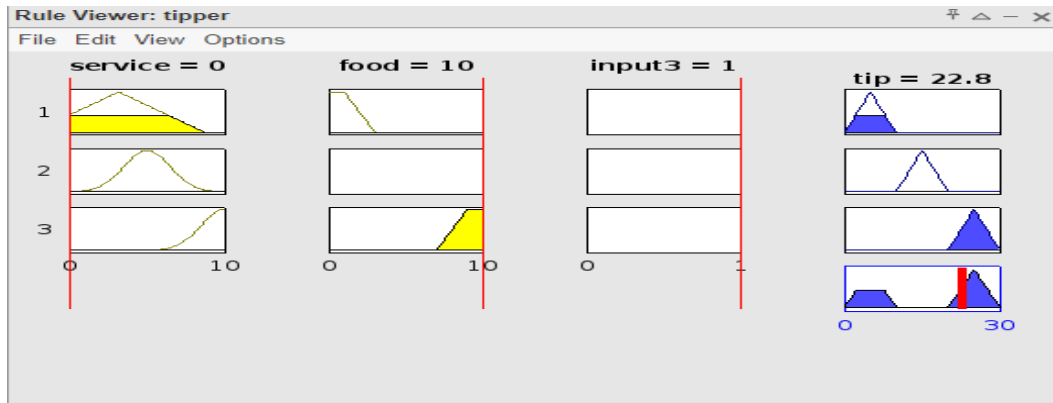 Rule Viewer: tipper
File Edit View Options
service = 0 food = 10 input3 = 1 tip = 22.8
1
2
3
0 10 0 10 0 1
0 30